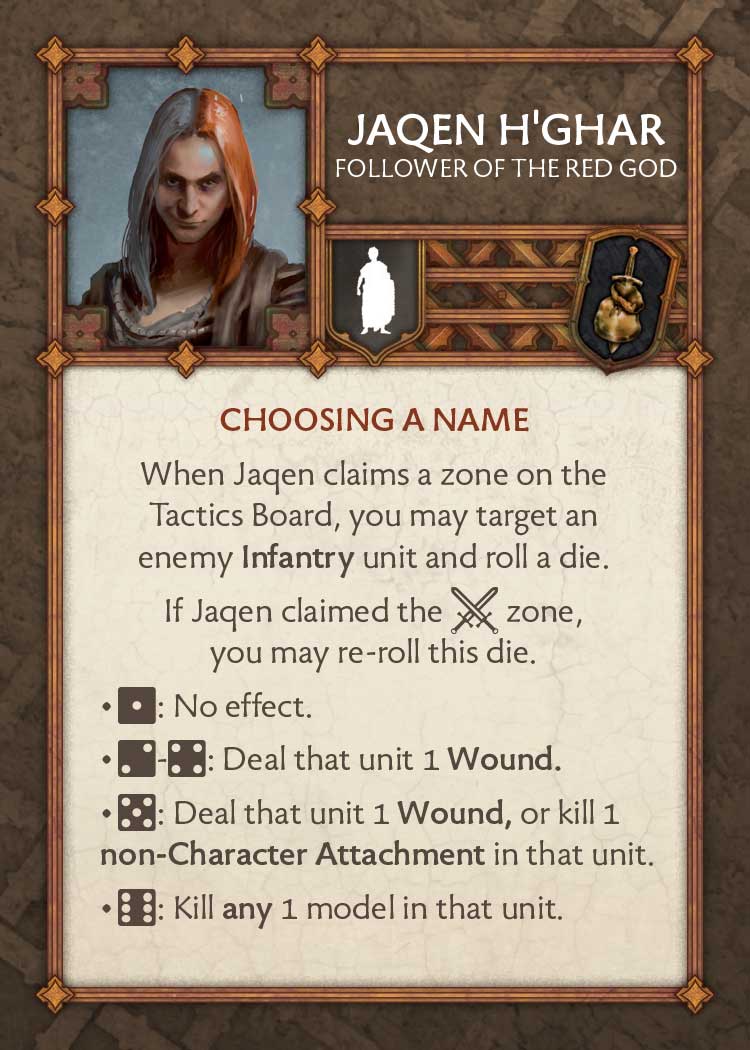 JAQEN H'GHAR
FOLLOWER OF THE RED GOD
CHOOSING A NAME
When Jaqen claims a zone on the
Tactics Board, you may target an
enemy Infantry unit and roll a die.
If Jaqen claimed the zone,
you may re-roll this die.
• : No effect.
• - : Deal that unit 1 Wound.
• : Deal that unit 1 Wound, or kill 1
non-Character Attachment in that unit.
• : Kill any 1 model in that unit.